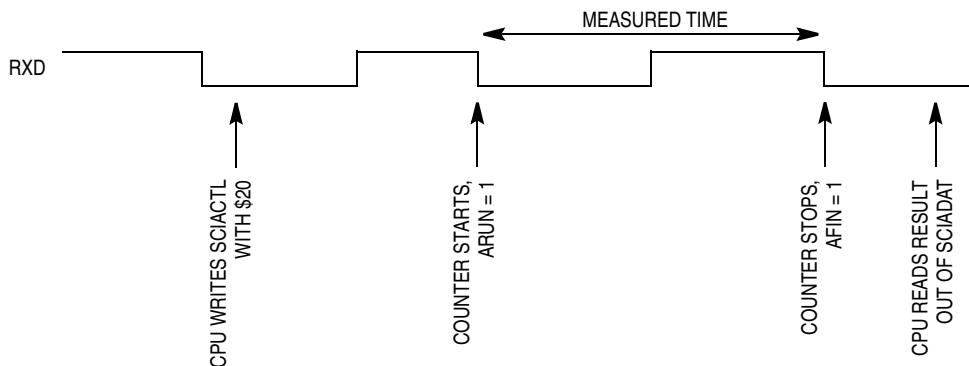 MEASURED TIME
RXD
CPU WRITES SCIACTL
WITH $20
COUNTER STARTS,
ARUN = 1
COUNTER STOPS,
AFIN = 1
CPU READS RESULT
OUT OF SCIADAT